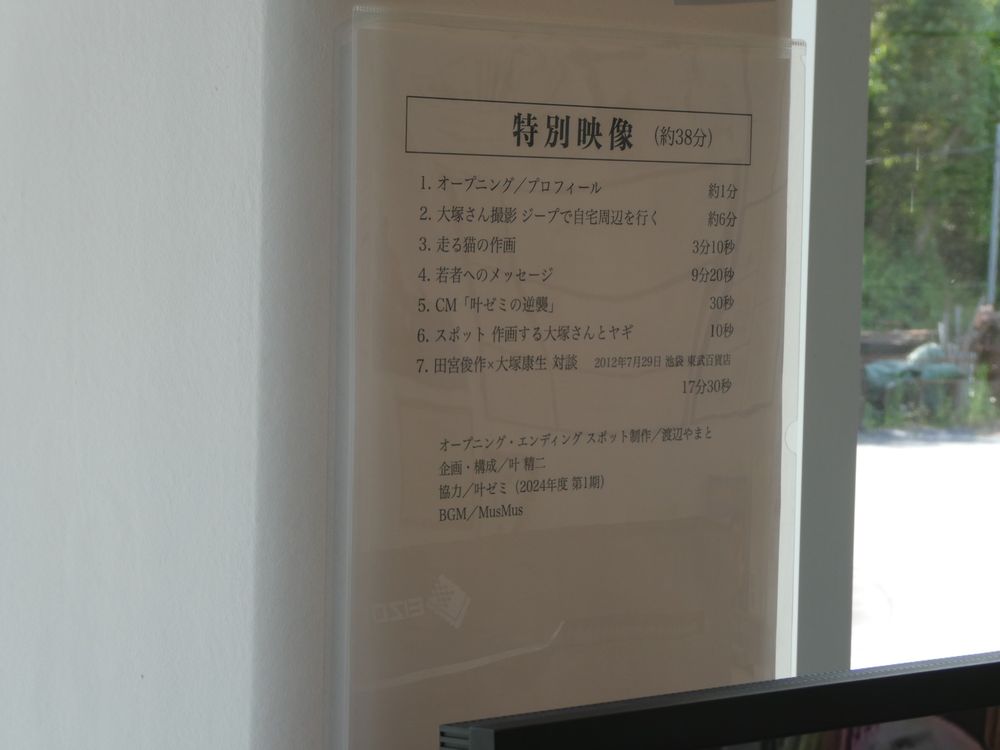 特別映像 (約38分)
1. オープニング／プロフィール 約1分
2. 大塚さん撮影 ジープで自宅周辺を行く 約6分
3. 走る猫の作画 3分10秒
4. 若者へのメッセージ 9分20秒
5. CM「叶ゼミの逆襲」 30秒
6. スポット 作画する大塚さんとヤギ 10秒
7. 田宮俊作×大塚康生 対談 2012年7月29日 池袋 東武百貨店
17分30秒
オープニング・エンディング スポット制作／渡辺やまと
企画・構成／叶 精二
協力／叶ゼミ（2024年度 第1期）
BGM／MusMus
EIZO